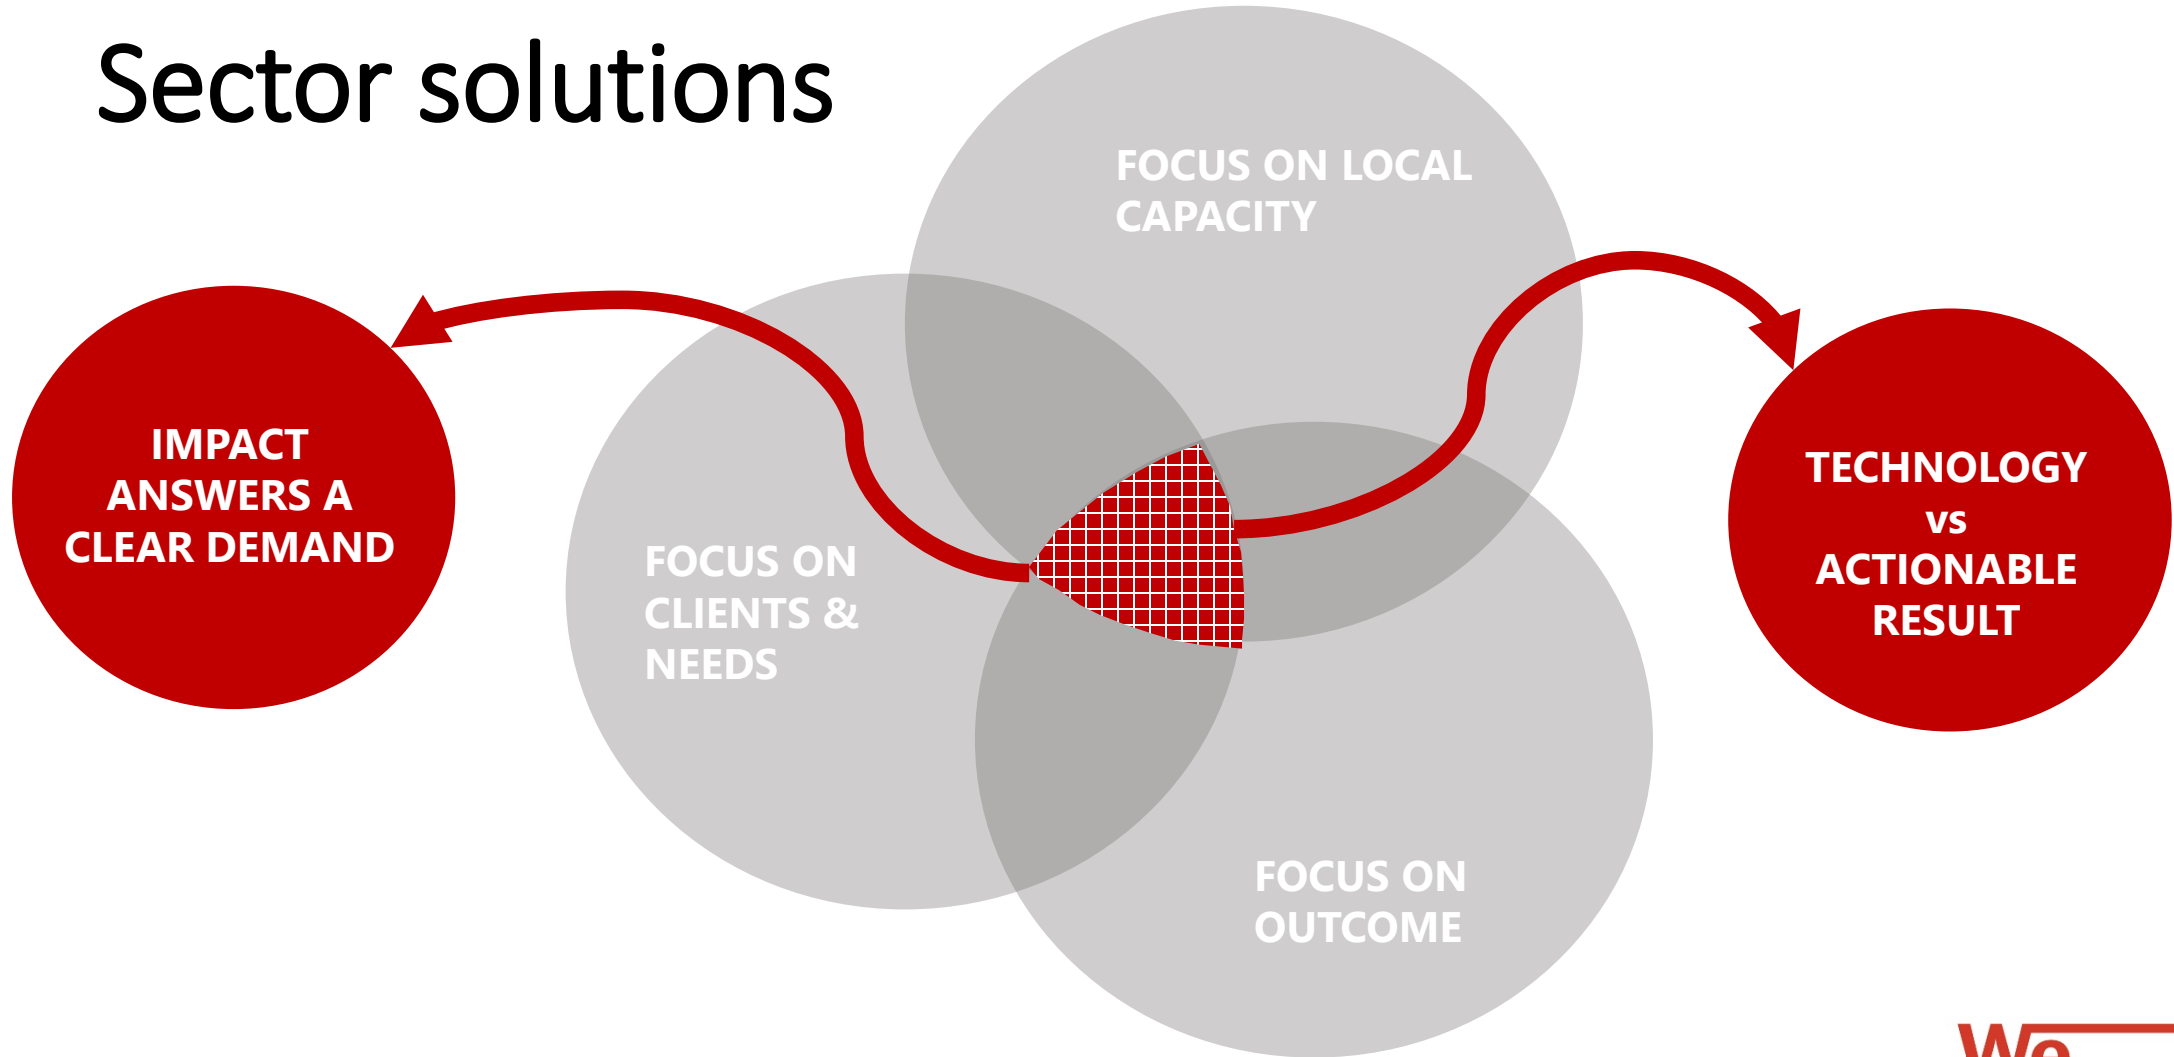 Sector solutions
FOCUS ON LOCAL
CAPACITY
IMPACT
ANSWERS A
CLEAR DEMAND
FOCUS ON
CLIENTS &
NEEDS
TECHNOLOGY
vs
ACTIONABLE
RESULT
FOCUS ON
OUTCOME
We